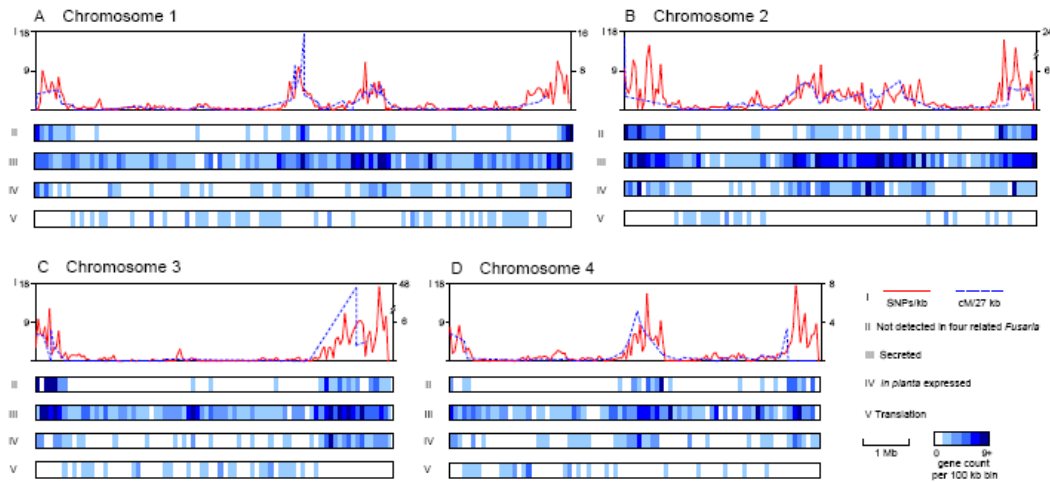 A Chromosome 1
I 18 16
9 8
II
III
IV
V
B Chromosome 2
18 24
9 6
II
III
IV
V
C Chromosome 3
I 18 48
9 6
II
III
IV
V
D Chromosome 4
I 18 8
9 4
II
III
IV
V
I SNPs/kb cM/27 kb
II Not detected in four related Fusaria
III Secreted
IV In planta expressed
V Translation
1 Mb
0 9+
gene count
per 100 kb bin